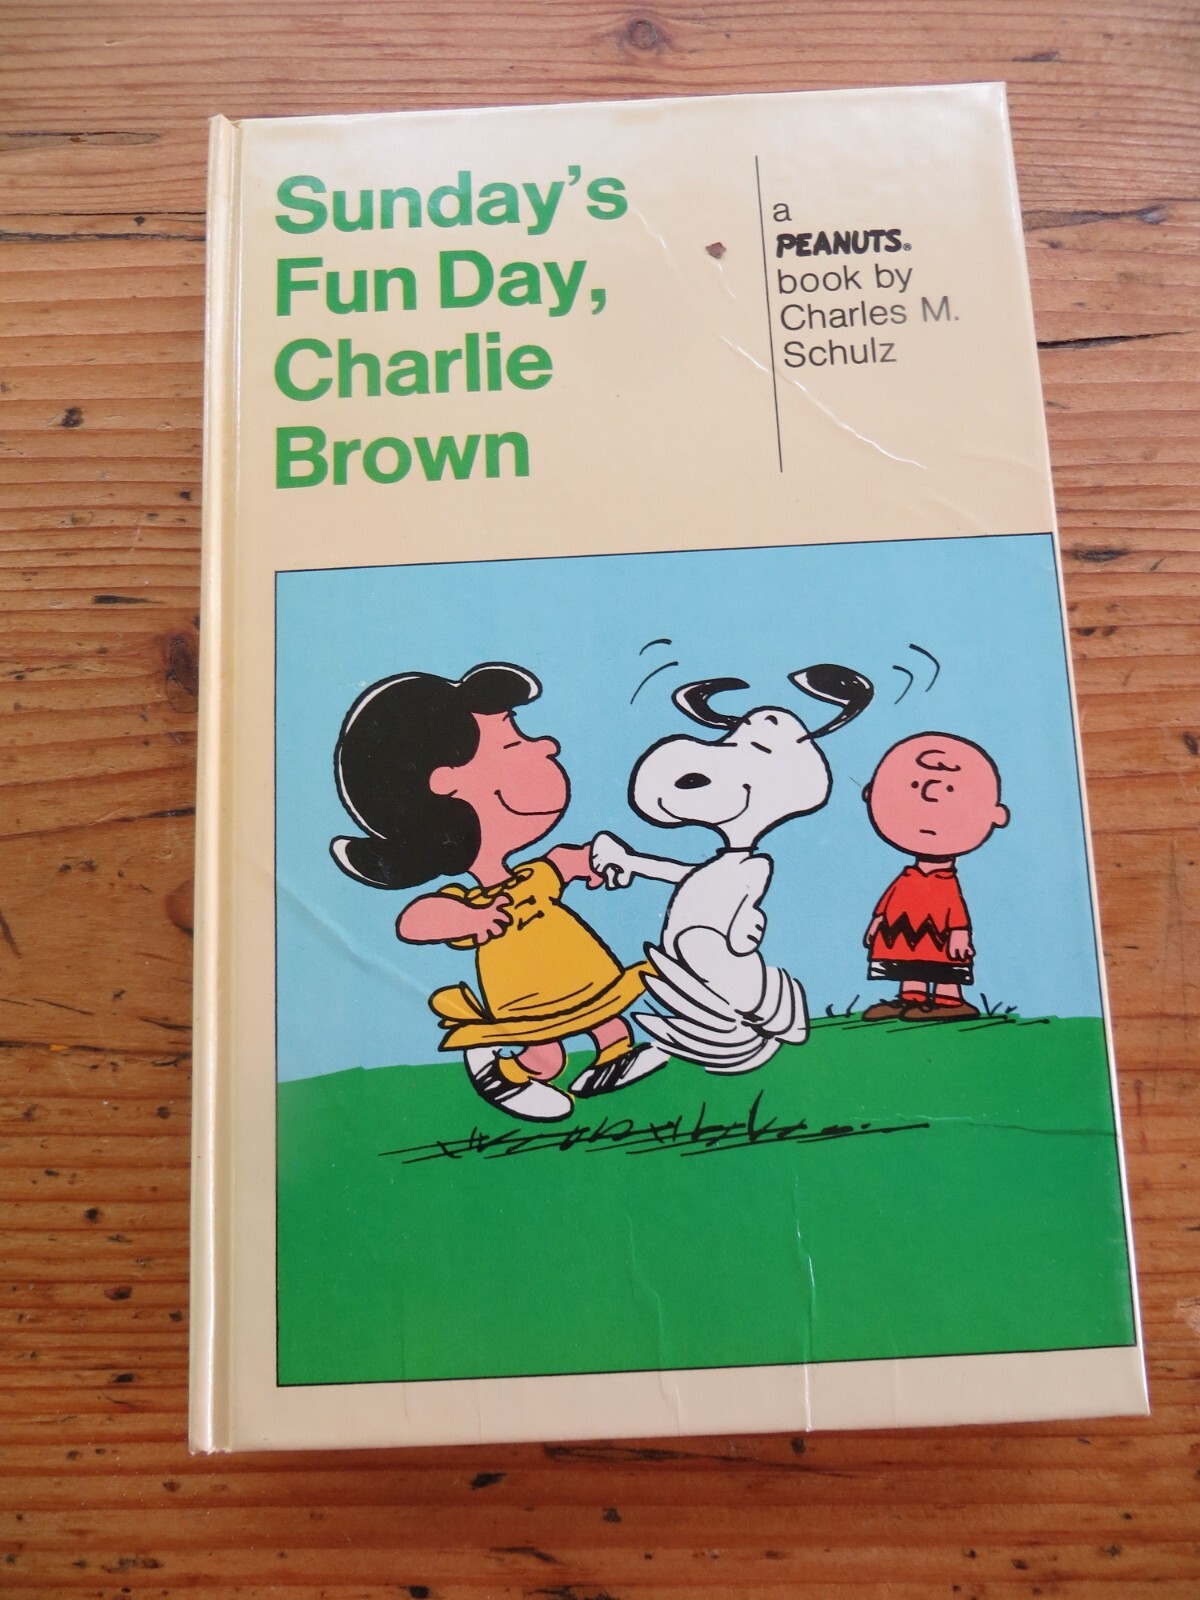 Sunday's
Fun Day,
Charlie
Brown
a
PEANUTS®
book by
Charles M.
Schulz